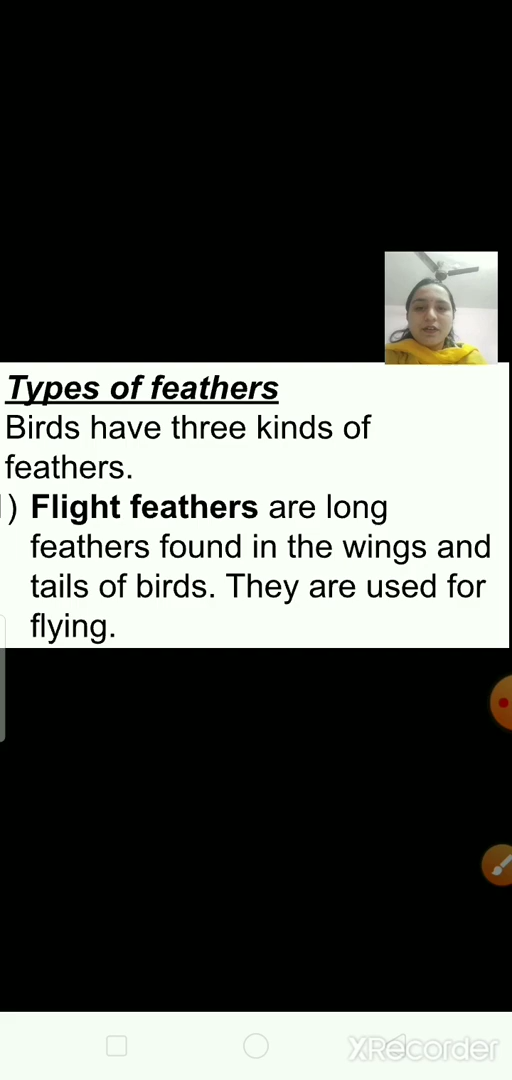 Types of feathers
Birds have three kinds of
feathers.
) Flight feathers are long
feathers found in the wings and
tails of birds. They are used for
flying.
XRecorder